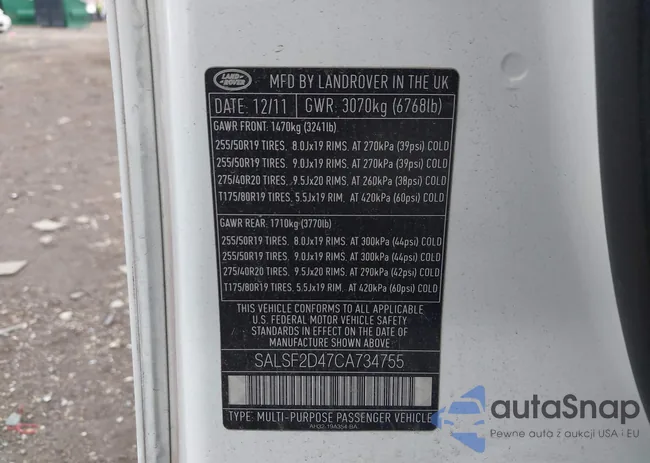 LAND ROVER
MFD BY LANDROVER IN THE UK
DATE: 12/11 GWR: 3070kg (6768lb)
GAWR FRONT: 1470kg (3241lb)
255/50R19 TIRES, 8.0Jx19 RIMS, AT 270kPa (39psi) COLD
255/50R19 TIRES, 9.0Jx19 RIMS, AT 270kPa (39psi) COLD
275/40R20 TIRES, 9.5Jx20 RIMS, AT 260kPa (38psi) COLD
T175/80R19 TIRES, 5.5Jx19 RIM, AT 420kPa (60psi) COLD
GAWR REAR: 1710kg (3770lb)
255/50R19 TIRES, 8.0Jx19 RIMS, AT 300kPa (44psi) COLD
255/50R19 TIRES, 9.0Jx19 RIMS, AT 300kPa (44psi) COLD
275/40R20 TIRES, 9.5Jx20 RIMS, AT 290kPa (42psi) COLD
T175/80R19 TIRES, 5.5Jx19 RIM, AT 420kPa (60psi) COLD
THIS VEHICLE CONFORMS TO ALL APPLICABLE
U.S. FEDERAL MOTOR VEHICLE SAFETY
STANDARDS IN EFFECT ON THE DATE OF
MANUFACTURE SHOWN ABOVE
SALSF2D47CA734755
TYPE: MULTI-PURPOSE PASSENGER VEHICLE
AH32-19A354-BA
autaSnap
Pewne auta z aukcji USA i EU